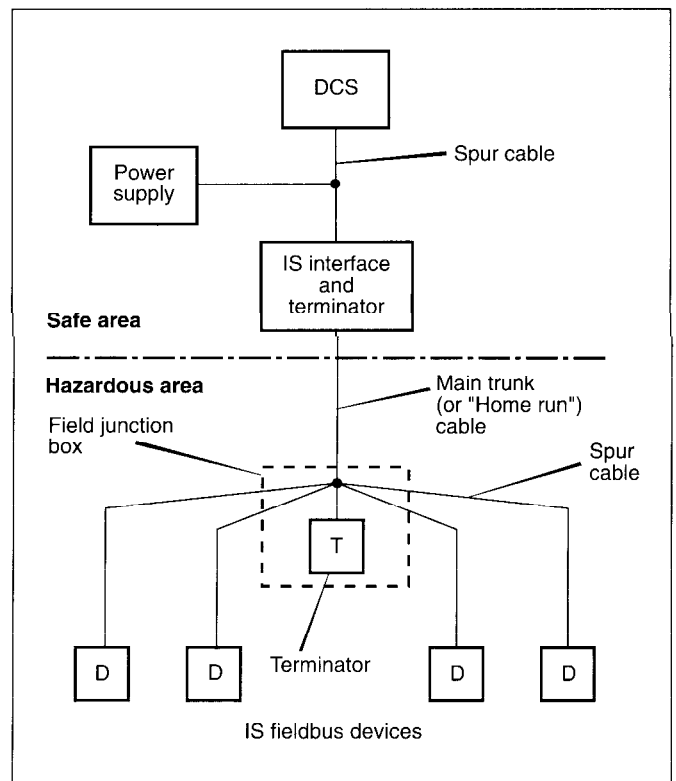 DCS
Spur cable
Power
supply
IS interface
and
terminator
Safe area
Hazardous area
Main trunk
(or "Home run")
cable
Field junction
box
Spur
cable
T
D
D
Terminator
D
D
IS fieldbus devices